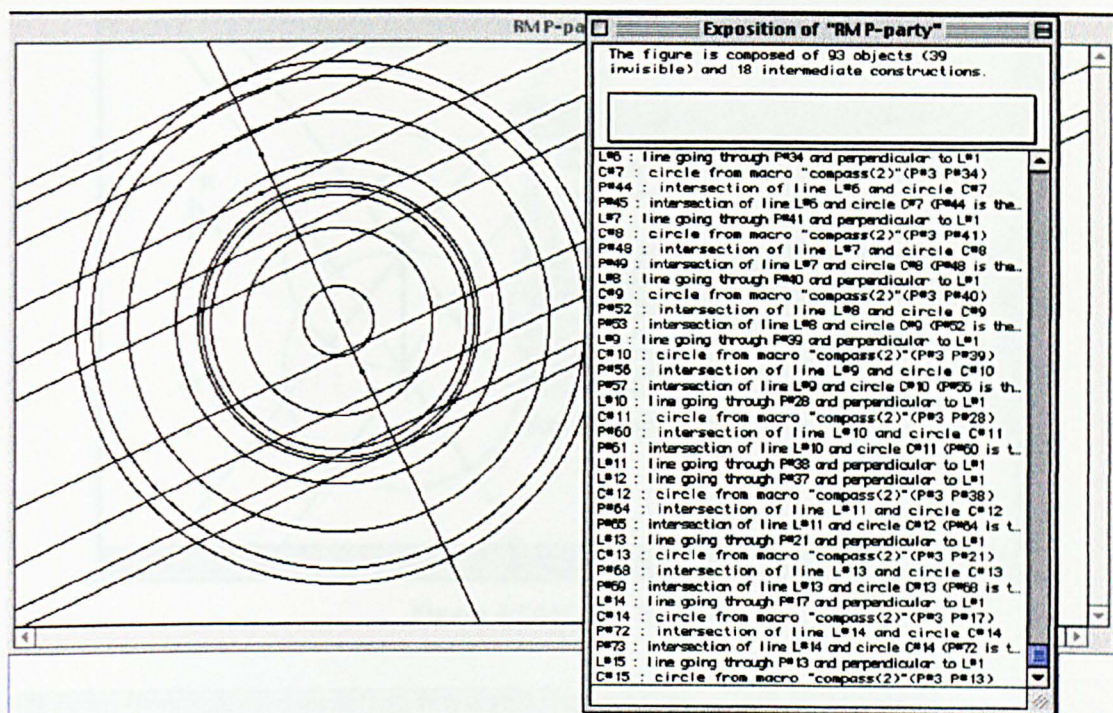 RM P-pa
Exposition of "RM P-party"
The figure is composed of 93 objects (39
invisible) and 18 intermediate constructions.
L#6 : line going through P#34 and perpendicular to L#1
C#7 : circle from macro "compass(2)"(P#3 P#34)
P#44 : intersection of line L#6 and circle C#7
P#45 : intersection of line L#6 and circle C#7 (P#44 is the...
L#7 : line going through P#41 and perpendicular to L#1
C#8 : circle from macro "compass(2)"(P#3 P#41)
P#48 : intersection of line L#7 and circle C#8
P#49 : intersection of line L#7 and circle C#8 (P#48 is the...
L#8 : line going through P#40 and perpendicular to L#1
C#9 : circle from macro "compass(2)"(P#3 P#40)
P#52 : intersection of line L#8 and circle C#9
P#53 : intersection of line L#8 and circle C#9 (P#52 is the...
L#9 : line going through P#39 and perpendicular to L#1
C#10 : circle from macro "compass(2)"(P#3 P#39)
P#56 : intersection of line L#9 and circle C#10
P#57 : intersection of line L#9 and circle C#10 (P#56 is th...
L#10 : line going through P#28 and perpendicular to L#1
C#11 : circle from macro "compass(2)"(P#3 P#28)
P#60 : intersection of line L#10 and circle C#11
P#61 : intersection of line L#10 and circle C#11 (P#60 is t...
L#11 : line going through P#38 and perpendicular to L#1
L#12 : line going through P#37 and perpendicular to L#1
C#12 : circle from macro "compass(2)"(P#3 P#38)
P#64 : intersection of line L#11 and circle C#12
P#65 : intersection of line L#11 and circle C#12 (P#64 is t...
L#13 : line going through P#21 and perpendicular to L#1
C#13 : circle from macro "compass(2)"(P#3 P#21)
P#68 : intersection of line L#13 and circle C#13
P#69 : intersection of line L#13 and circle C#13 (P#68 is t...
L#14 : line going through P#17 and perpendicular to L#1
C#14 : circle from macro "compass(2)"(P#3 P#17)
P#72 : intersection of line L#14 and circle C#14
P#73 : intersection of line L#14 and circle C#14 (P#72 is t...
L#15 : line going through P#13 and perpendicular to L#1
C#15 : circle from macro "compass(2)"(P#3 P#13)